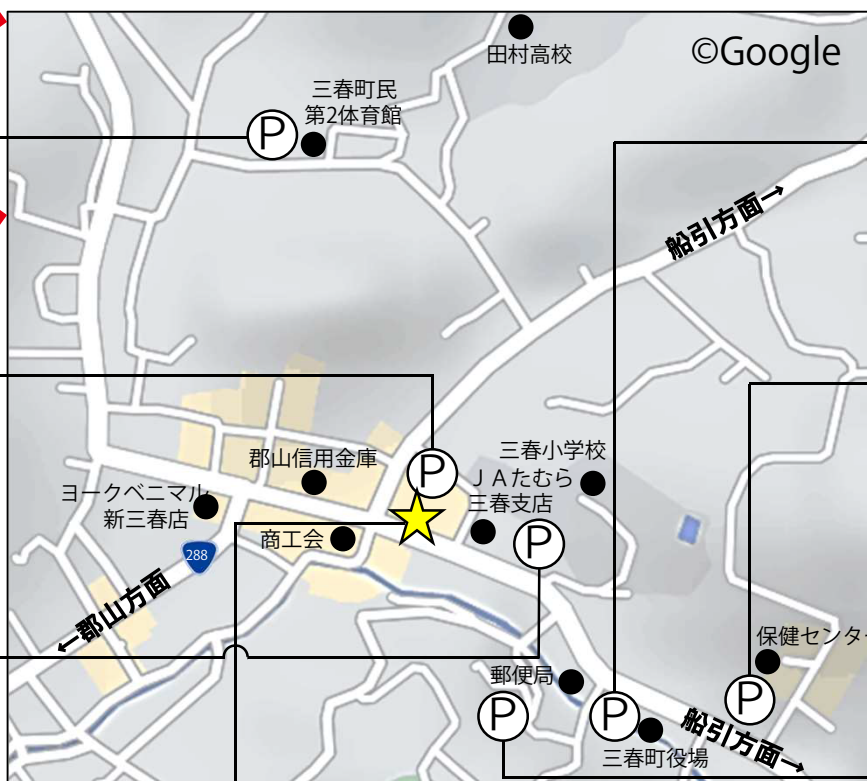 田村高校
©Google
三春町民
第2体育館
P
船引方面→
三春小学校
郡山信用金庫
P
JAたむら
三春支店
ヨークベニマル
新三春店
商工会
P
288
←郡山方面
保健センター
郵便局
P
P
P
船引方面→
三春町役場